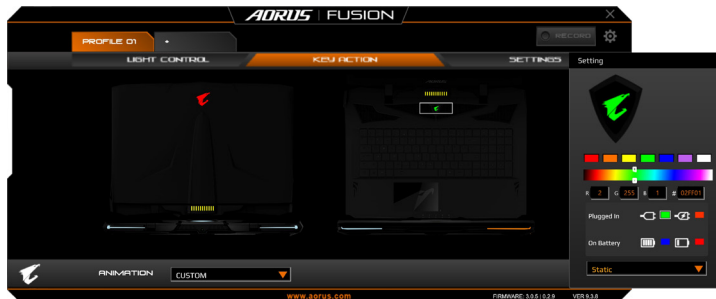 AORUS | FUSION
PROFILE 01
RECORD
LIGHT CONTROL
KEY ACTION
SETTINGS
Setting
R 2 G 255 B 1 # 02FF01
Plugged In
On Battery
Static
ANIMATION
CUSTOM
www.aorus.com
FIRMWARE: 3.0.5 | 0.2.9
VER 9.3.8